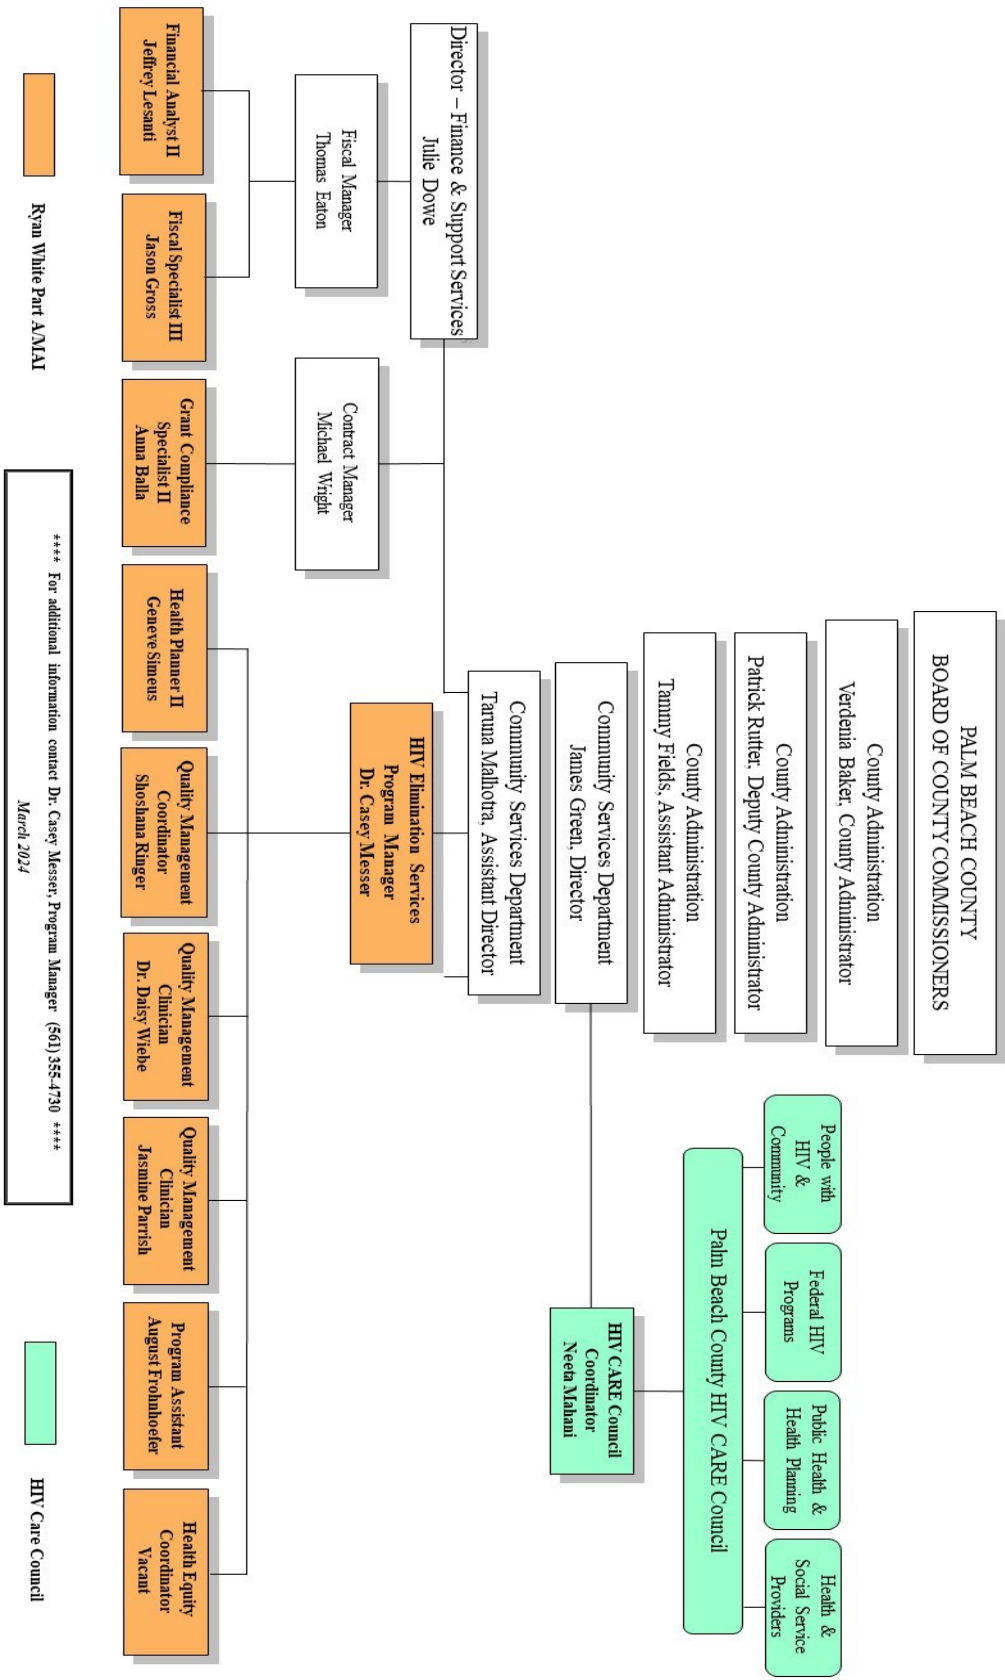 PALM BEACH COUNTY
BOARD OF COUNTY COMMISSIONERS
County Administration
Verdenia Baker, County Administrator
County Administration
Patrick Rutter, Deputy County Administrator
County Administration
Tammy Fields, Assistant Administrator
Community Services Department
James Green, Director
Community Services Department
Taruna Malhotra, Assistant Director
People with
HIV &
Community
Federal HIV
Programs
Public Health &
Health Planning
Health &
Social Service
Providers
Palm Beach County HIV CARE Council
HIV CARE Council
Coordinator
Neeta Mahani
Director – Finance & Support Services
Julie Dowe
Fiscal Manager
Thomas Eaton
Contract Manager
Michael Wright
HIV Elimination Services
Program Manager
Dr. Casey Messer
Financial Analyst II
Jeffrey Lesanti
Fiscal Specialist III
Jason Gross
Grant Compliance
Specialist II
Anna Balla
Health Planner II
Geneve Simeus
Quality Management
Coordinator
Shoshana Ringer
Quality Management
Clinician
Dr. Daisy Wiebe
Quality Management
Clinician
Jasmine Parrish
Program Assistant
August Frohnhoefer
Health Equity
Coordinator
Vacant
Ryan White Part A/MAI
**** For additional information contact Dr. Casey Messer, Program Manager (561) 355-4730 ****
March 2024
HIV Care Council